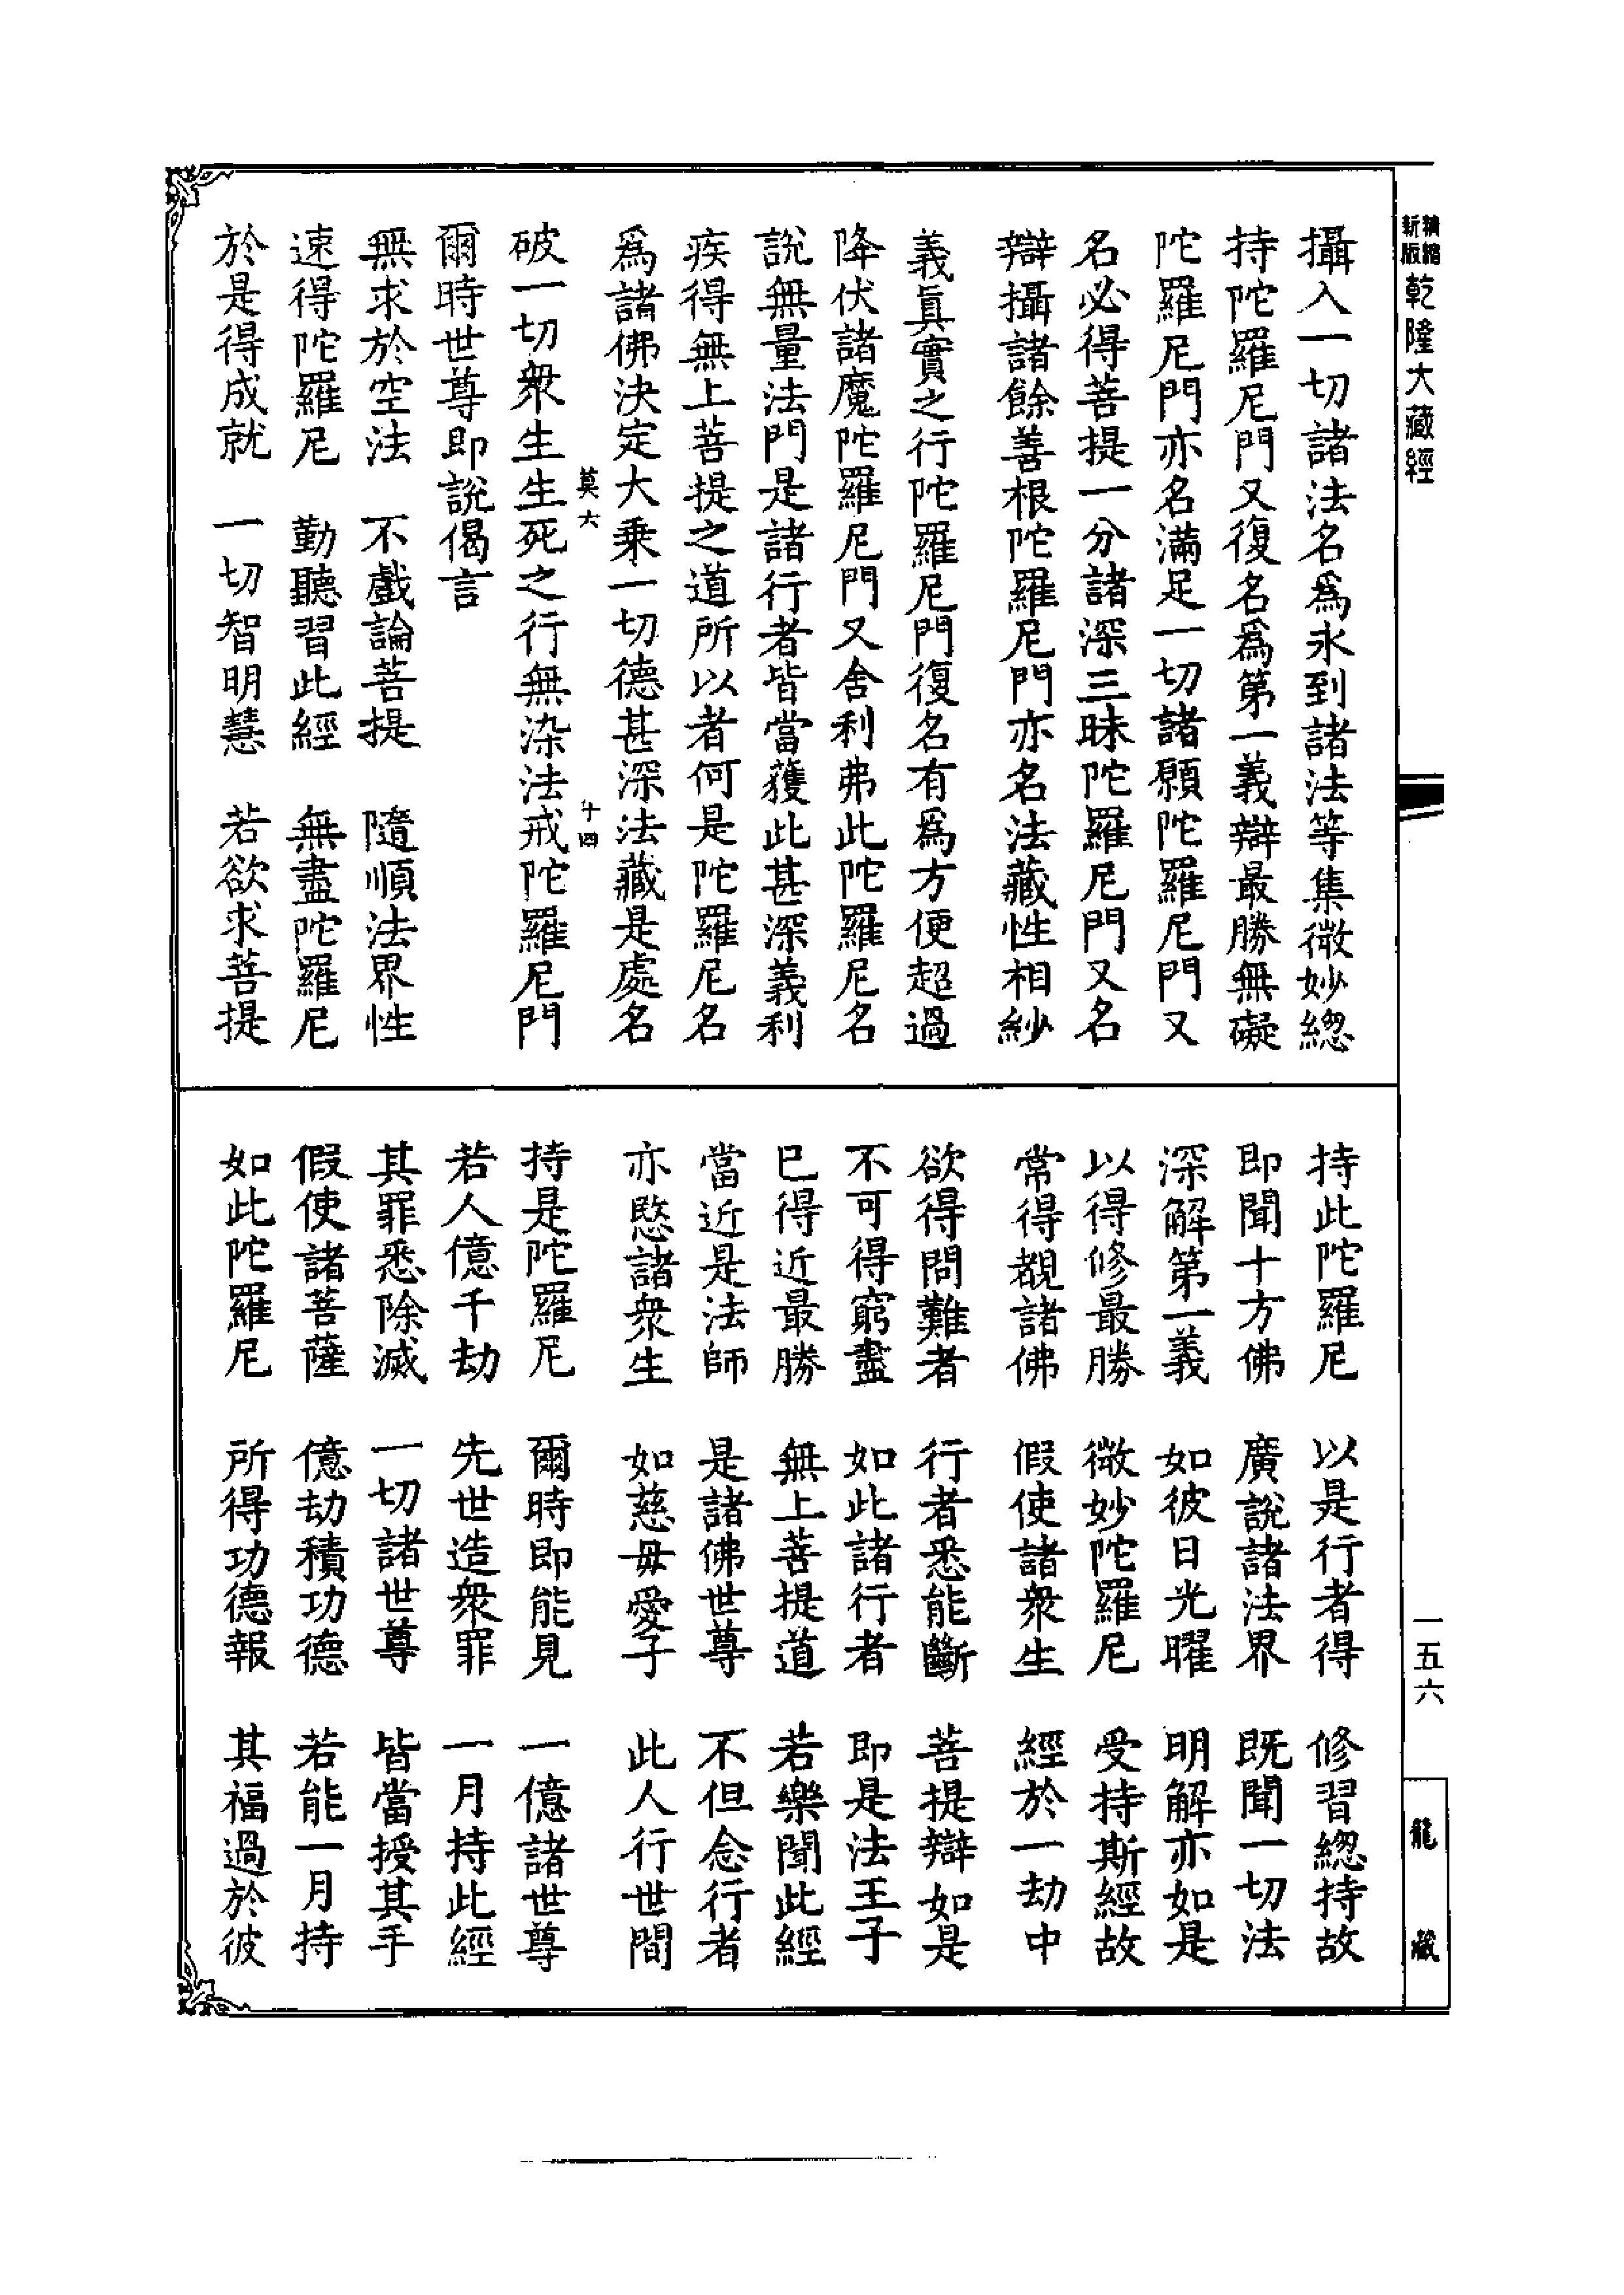 精縮新版 乾隆大藏經
攝入一切諸法名爲永到諸法等集微妙緫
持陀羅尼門又復名爲第一義辯最勝無礙
陀羅尼門亦名滿足一切諸願陀羅尼門又
名必得菩提一分諸深三昧陀羅尼門又名
辯攝諸餘善根陀羅尼門亦名法藏性相紗
義眞實之行陀羅尼門復名有爲方便超過
降伏諸魔陀羅尼門又舍利弗此陀羅尼名
說無量法門是諸行者皆當獲此甚深義利
疾得無上菩提之道所以者何是陀羅尼名
爲諸佛決定大乗一切德甚深法藏是處名
莫六 十四
破一切衆生生死之行無染法戒陀羅尼門
爾時世尊即說偈言
無求於空法 不戲論菩提 隨順法界性
速得陀羅尼 勤聽習此經 無盡陀羅尼
於是得成就 一切智明慧 若欲求菩提
持此陀羅尼 以是行者得 修習緫持故
即聞十方佛 廣說諸法界 既聞一切法
深解第一義 如彼日光曜 明解亦如是
以得修最勝 微妙陀羅尼 受持斯經故
常得覩諸佛 假使諸衆生 經於一劫中
欲得問難者 行者悉能斷 菩提辯如是
不可得窮盡 如此諸行者 即是法王子
已得近最勝 無上菩提道 若樂聞此經
當近是法師 是諸佛世尊 不但念行者
亦愍諸衆生 如慈母愛子 此人行世間
持是陀羅尼 爾時即能見 一億諸世尊
若人億千劫 先世造衆罪 一月持此經
其罪悉除滅 一切諸世尊 皆當授其手
假使諸菩薩 億劫積功德 若能一月持
如此陀羅尼 所得功德報 其福過於彼
一五六
龍藏